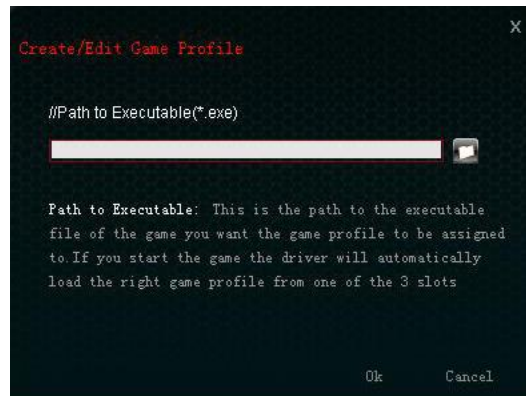 X
Create/Edit Game Profile
//Path to Executable(*.exe)
Path to Executable: This is the path to the executable
file of the game you want the game profile to be assigned
to.If you start the game the driver will automatically
load the right game profile from one of the 3 slots
Ok Cancel